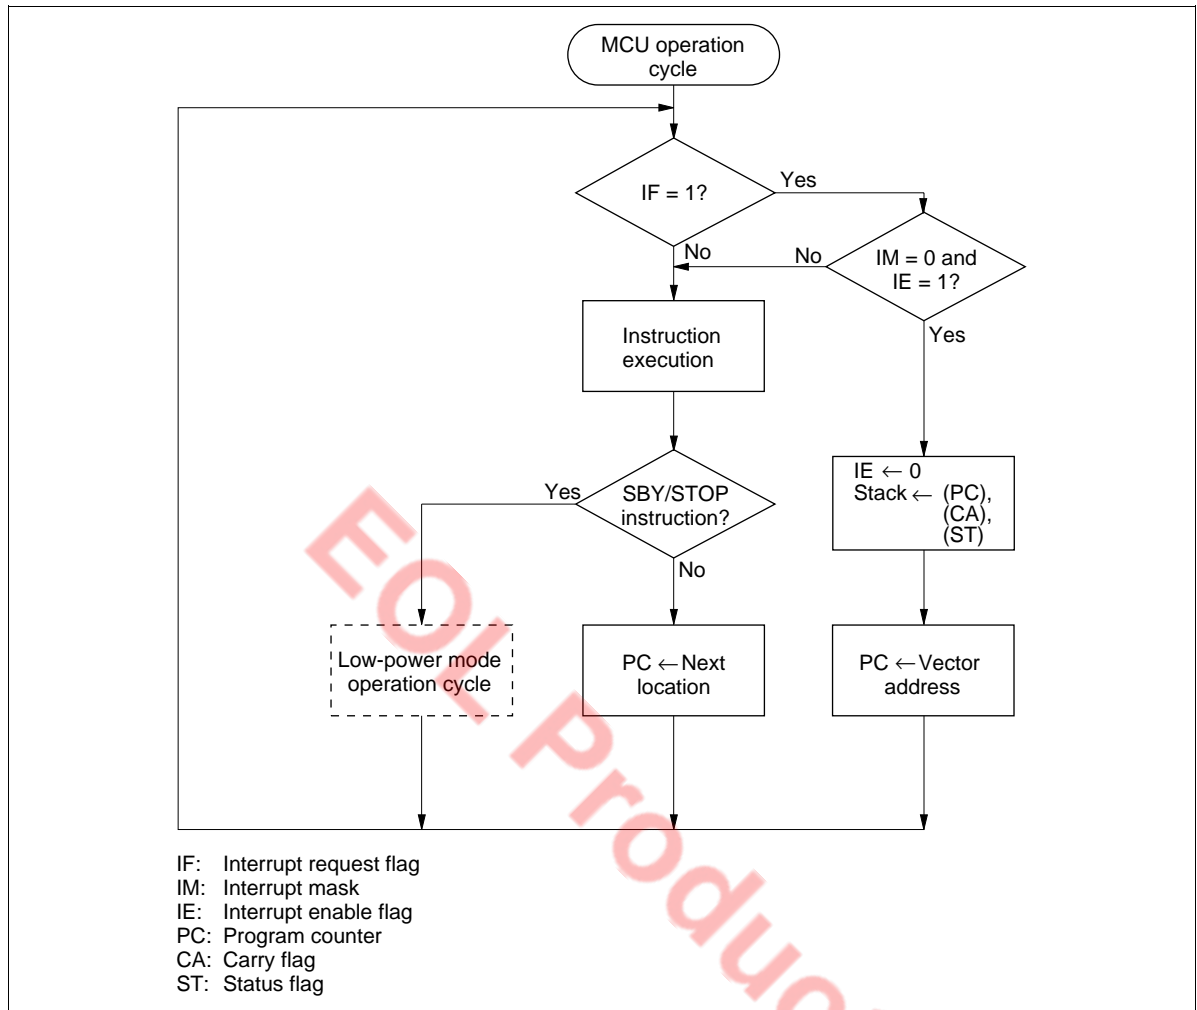 MCU operation
cycle
IF = 1?
Yes
No
No
IM = 0 and
IE = 1?
Yes
Instruction
execution
IE ← 0
Stack ← (PC),
(CA),
(ST)
Yes
SBY/STOP
instruction?
No
Low-power mode
operation cycle
PC ← Next
location
PC ← Vector
address
IF: Interrupt request flag
IM: Interrupt mask
IE: Interrupt enable flag
PC: Program counter
CA: Carry flag
ST: Status flag
EOL Produc